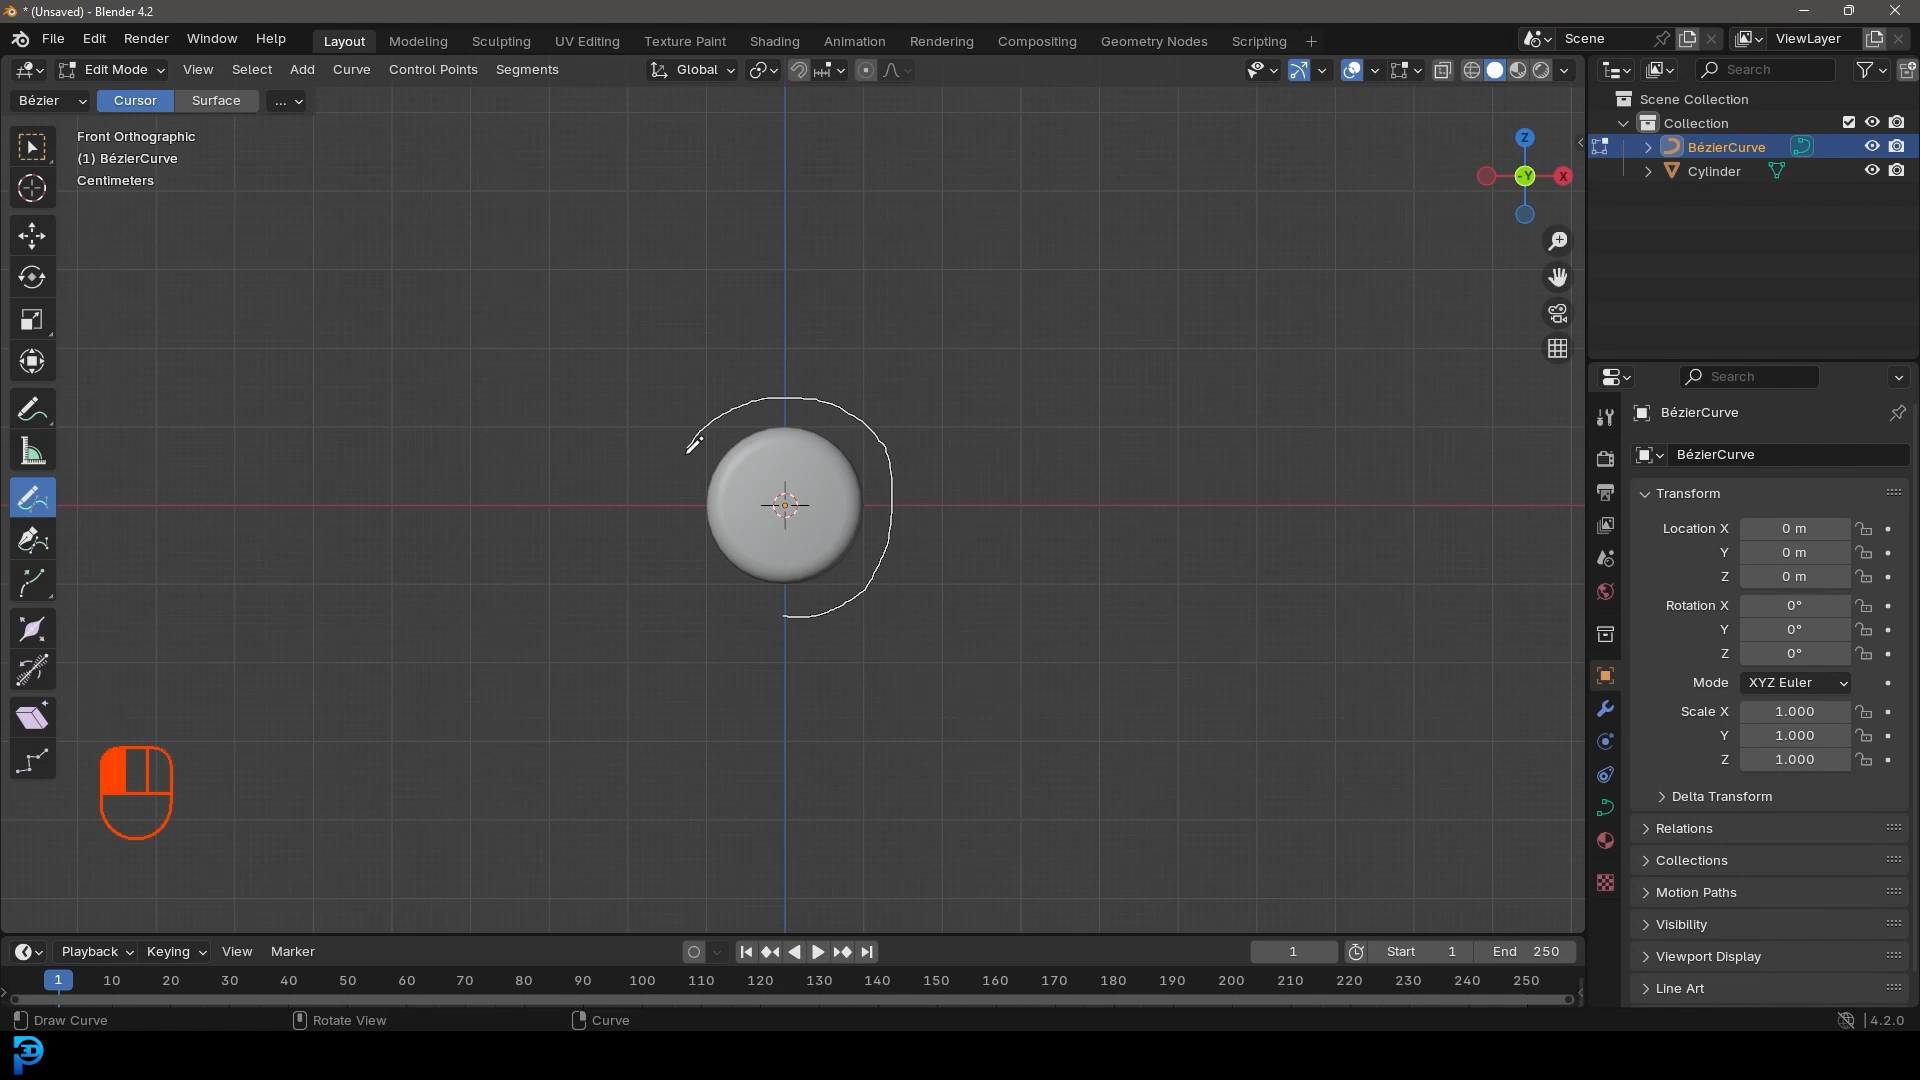 * (Unsaved) - Blender 4.2
File Edit Render Window Help Layout Modeling Sculpting UV Editing Texture Paint Shading Animation Rendering Compositing Geometry Nodes Scripting + Scene ViewLayer
Edit Mode View Select Add Curve Control Points Segments Global Search
Bézier Cursor Surface ...
Scene Collection
Front Orthographic
(1) BézierCurve
Centimeters
Collection
BézierCurve
Cylinder
Z
-Y X
Search
BézierCurve
BézierCurve
Transform
Location X 0 m
Y 0 m
Z 0 m
Rotation X 0°
Y 0°
Z 0°
Mode XYZ Euler
Scale X 1.000
Y 1.000
Z 1.000
Delta Transform
Relations
Collections
Motion Paths
Visibility
Viewport Display
Line Art
Playback Keying View Marker 1 Start 1 End 250
1 10 20 30 40 50 60 70 80 90 100 110 120 130 140 150 160 170 180 190 200 210 220 230 240 250
Draw Curve Rotate View Curve 4.2.0
3D